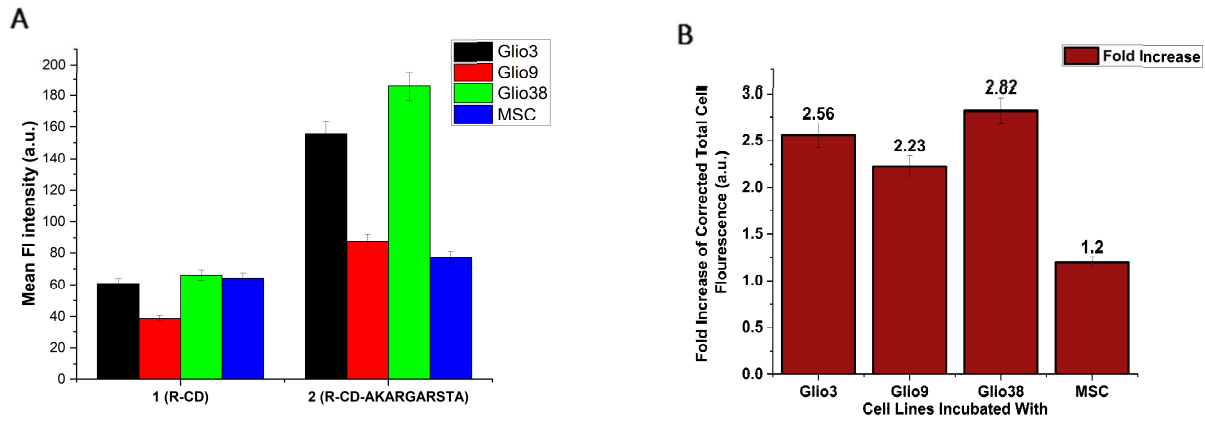 A
Mean FI intensity (a.u.)
200
180
160
140
120
100
80
60
40
20
0
Glio3
Glio9
Glio38
MSC
1 (R-CD)
2 (R-CD-AKARGARSTA)
B
Fold Increase of Corrected Total Cell
Flourescence (a.u.)
Fold Increase
3.0
2.5
2.0
1.5
1.0
0.5
0.0
2.56
2.23
2.82
1.2
Glio3
Glio9
Glio38
MSC
Cell Lines Incubated With